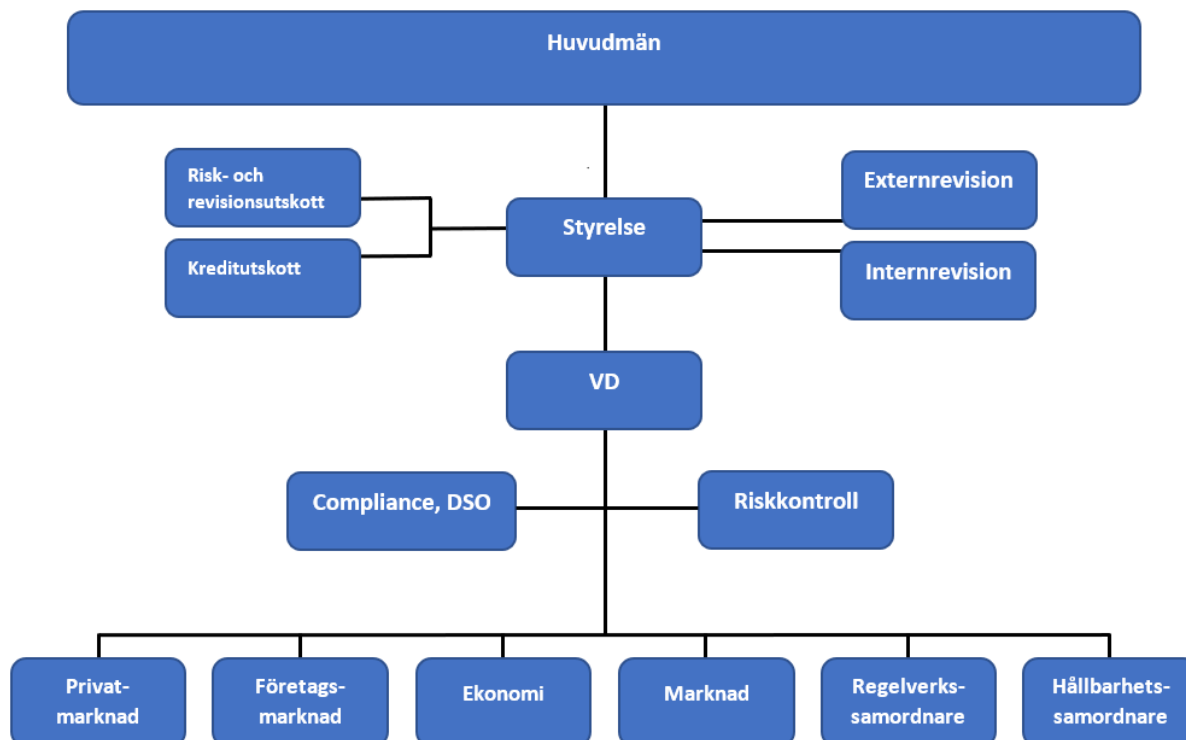 Huvudmän
Risk- och
revisionsutskott
Externrevision
Styrelse
Kreditutskott
Internrevision
VD
Compliance, DSO
Riskkontroll
Privat-
marknad
Företags-
marknad
Ekonomi
Marknad
Regelverks-
samordnare
Hållbarhets-
samordnare